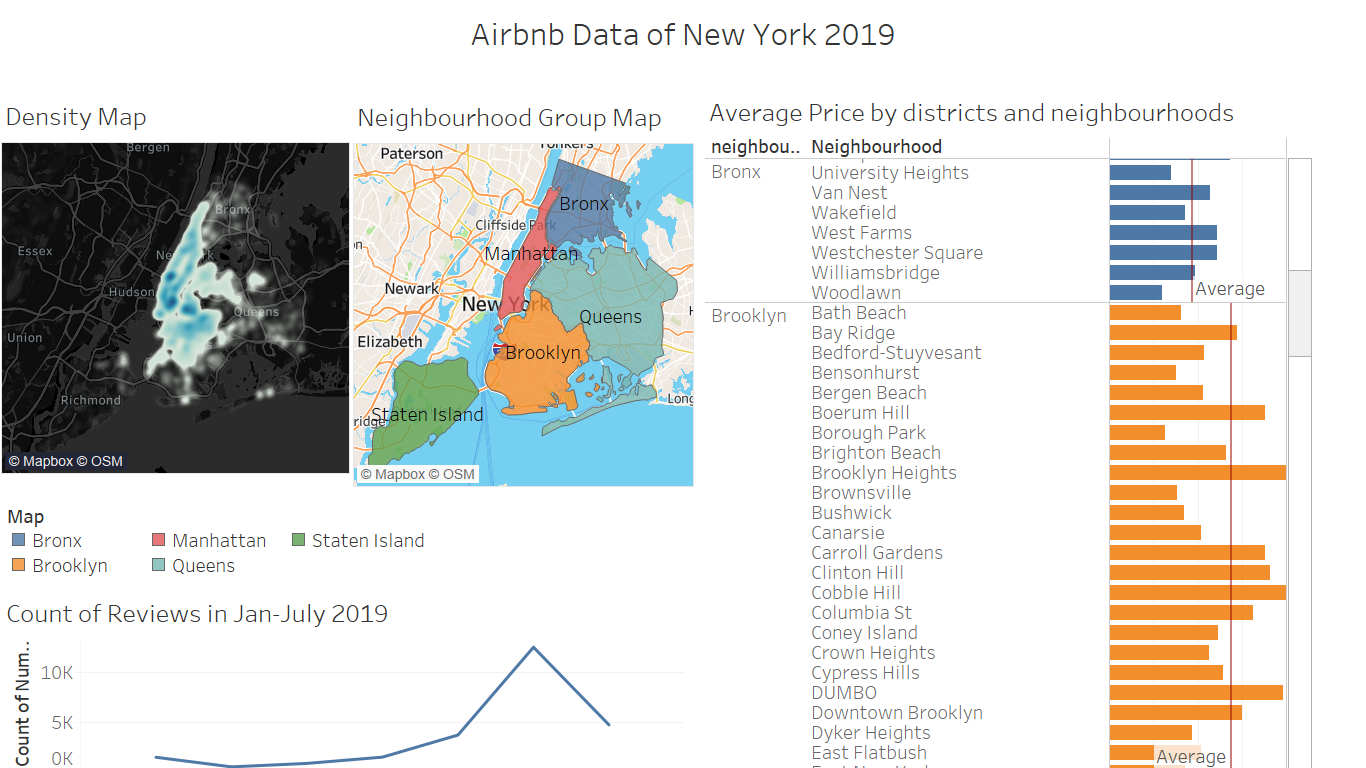 Airbnb Data of New York 2019
Density Map
Bergen
Bronx
Essex
Hudson
Queens
Union
Richmond
© Mapbox © OSM
Neighbourhood Group Map
Yonkers
Paterson
Bronx
Cliffside Park
Manhattan
Newark
New York
Queens
Elizabeth
Brooklyn
Staten Island
Long
© Mapbox © OSM
Map
Bronx
Manhattan
Staten Island
Brooklyn
Queens
Count of Reviews in Jan-July 2019
Count of Num..
10K
5K
0K
Average Price by districts and neighbourhoods
neighbou.. Neighbourhood
Bronx
University Heights
Van Nest
Wakefield
West Farms
Westchester Square
Williamsbridge
Woodlawn
Average
Brooklyn
Bath Beach
Bay Ridge
Bedford-Stuyvesant
Bensonhurst
Bergen Beach
Boerum Hill
Borough Park
Brighton Beach
Brooklyn Heights
Brownsville
Bushwick
Canarsie
Carroll Gardens
Clinton Hill
Cobble Hill
Columbia St
Coney Island
Crown Heights
Cypress Hills
DUMBO
Downtown Brooklyn
Dyker Heights
East Flatbush
Average